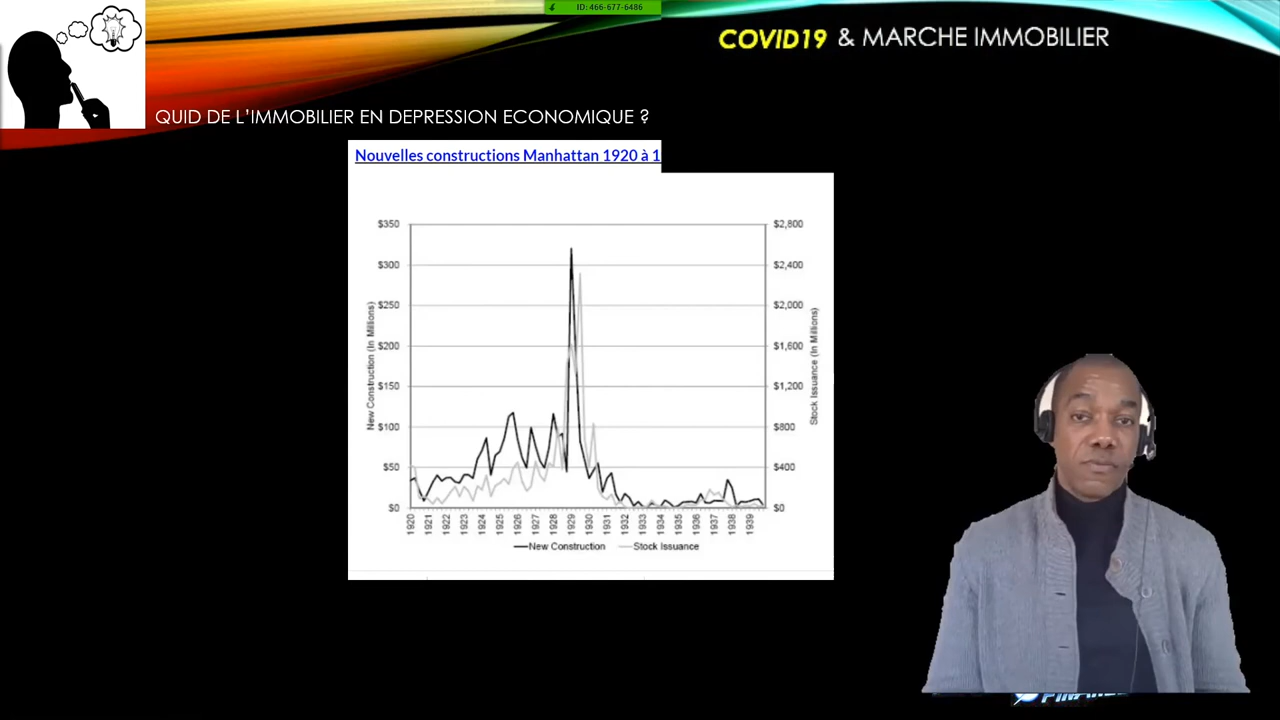 ID: 466-677-6486
COVID19 & MARCHE IMMOBILIER
QUID DE L’IMMOBILIER EN DEPRESSION ECONOMIQUE ?
Nouvelles constructions Manhattan 1920 à 1
$350
$300
$250
$200
$150
$100
$50
$0
New Construction (In Millions)
$2,800
$2,400
$2,000
$1,600
$1,200
$800
$400
$0
Stock Issuance (In Millions)
1920 1921 1922 1923 1924 1925 1926 1927 1928 1929 1930 1931 1932 1933 1934 1935 1936 1937 1938 1939
New Construction Stock Issuance